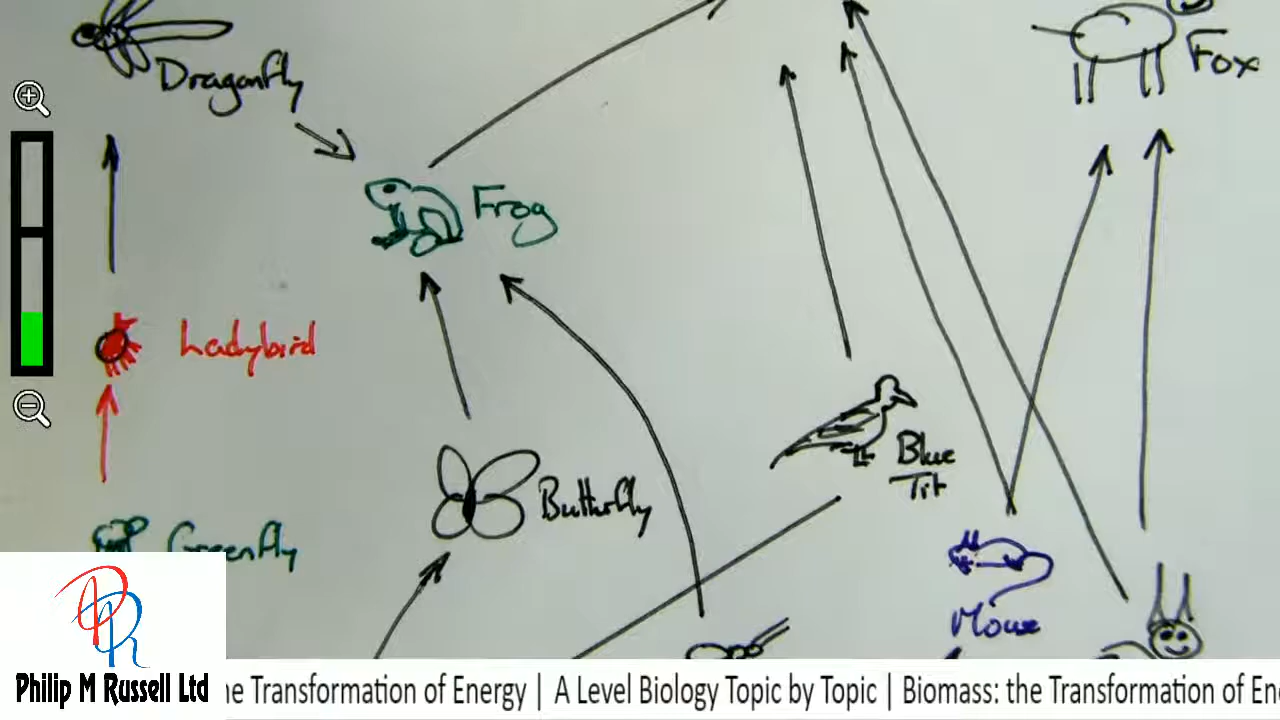 Dragonfly
Fox
Frog
Ladybird
Blue
Tit
Butterfly
Greenfly
Mouse
Philip M Russell Ltd
he Transformation of Energy | A Level Biology Topic by Topic | Biomass: the Transformation of Ene